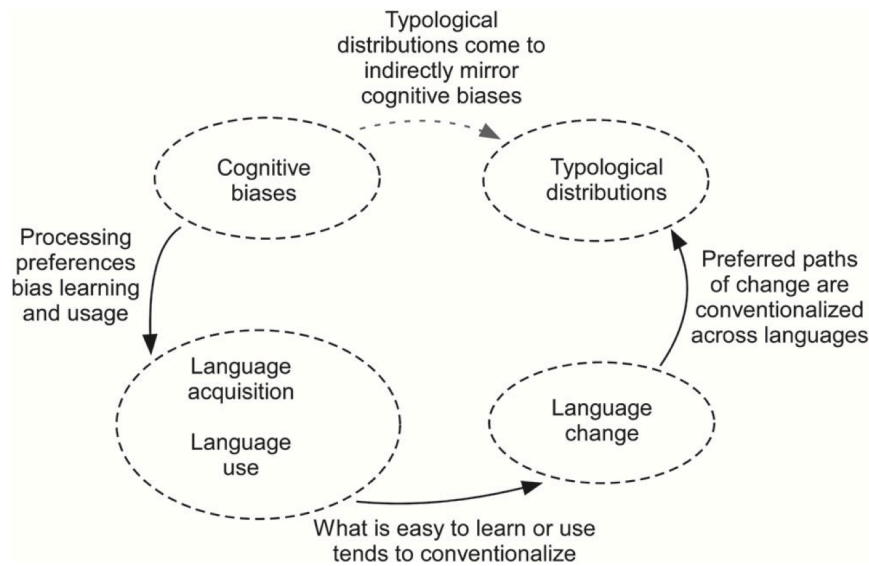 Typological
distributions come to
indirectly mirror
cognitive biases
Cognitive
biases
Typological
distributions
Processing
preferences
bias learning
and usage
Preferred paths
of change are
conventionalized
across languages
Language
acquisition
Language
use
Language
change
What is easy to learn or use
tends to conventionalize